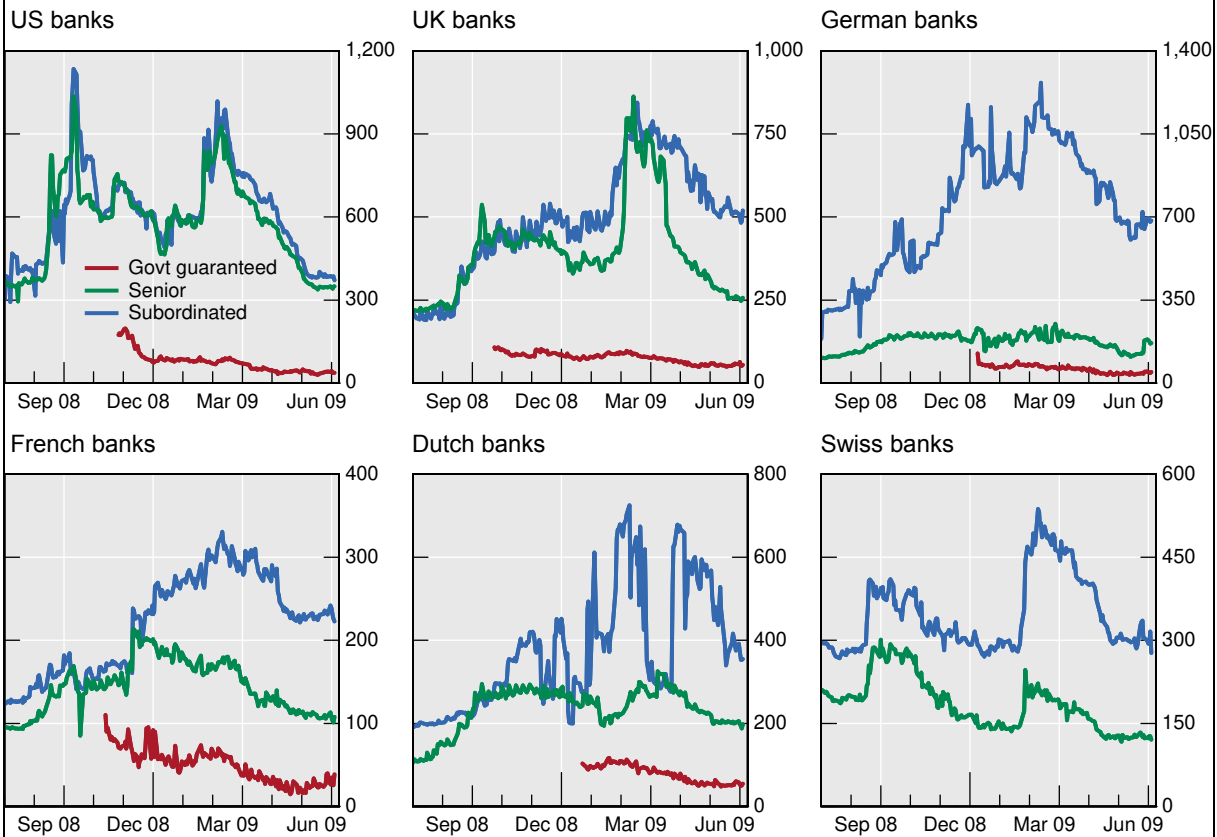 US banks
UK banks
German banks
1,200
900
600
300
0
Govt guaranteed
Senior
Subordinated
Sep 08 Dec 08 Mar 09 Jun 09
1,000
750
500
250
0
Sep 08 Dec 08 Mar 09 Jun 09
1,400
1,050
700
350
0
Sep 08 Dec 08 Mar 09 Jun 09
French banks
Dutch banks
Swiss banks
400
300
200
100
0
Sep 08 Dec 08 Mar 09 Jun 09
800
600
400
200
0
Sep 08 Dec 08 Mar 09 Jun 09
600
450
300
150
0
Sep 08 Dec 08 Mar 09 Jun 09